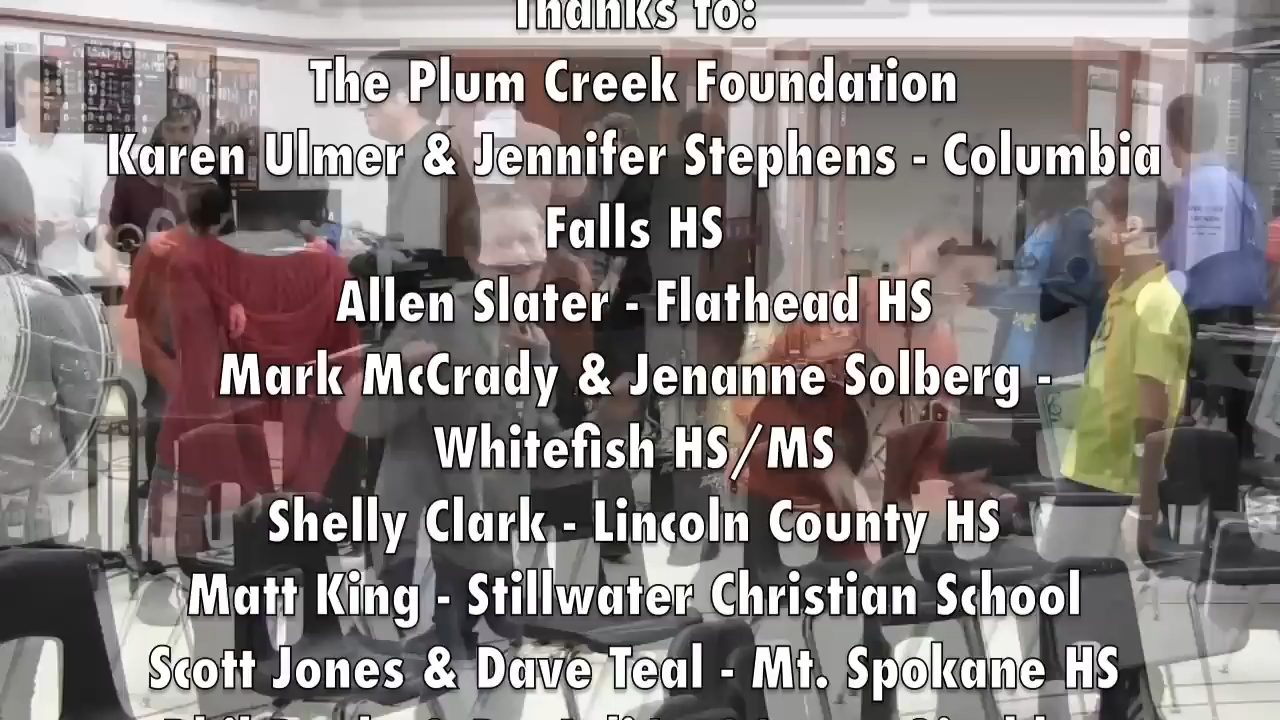 Thanks to:
The Plum Creek Foundation
Karen Ulmer & Jennifer Stephens - Columbia
Falls HS
Allen Slater - Flathead HS
Mark McCrady & Jenanne Solberg -
Whitefish HS/MS
Shelly Clark - Lincoln County HS
Matt King - Stillwater Christian School
Scott Jones & Dave Teal - Mt. Spokane HS